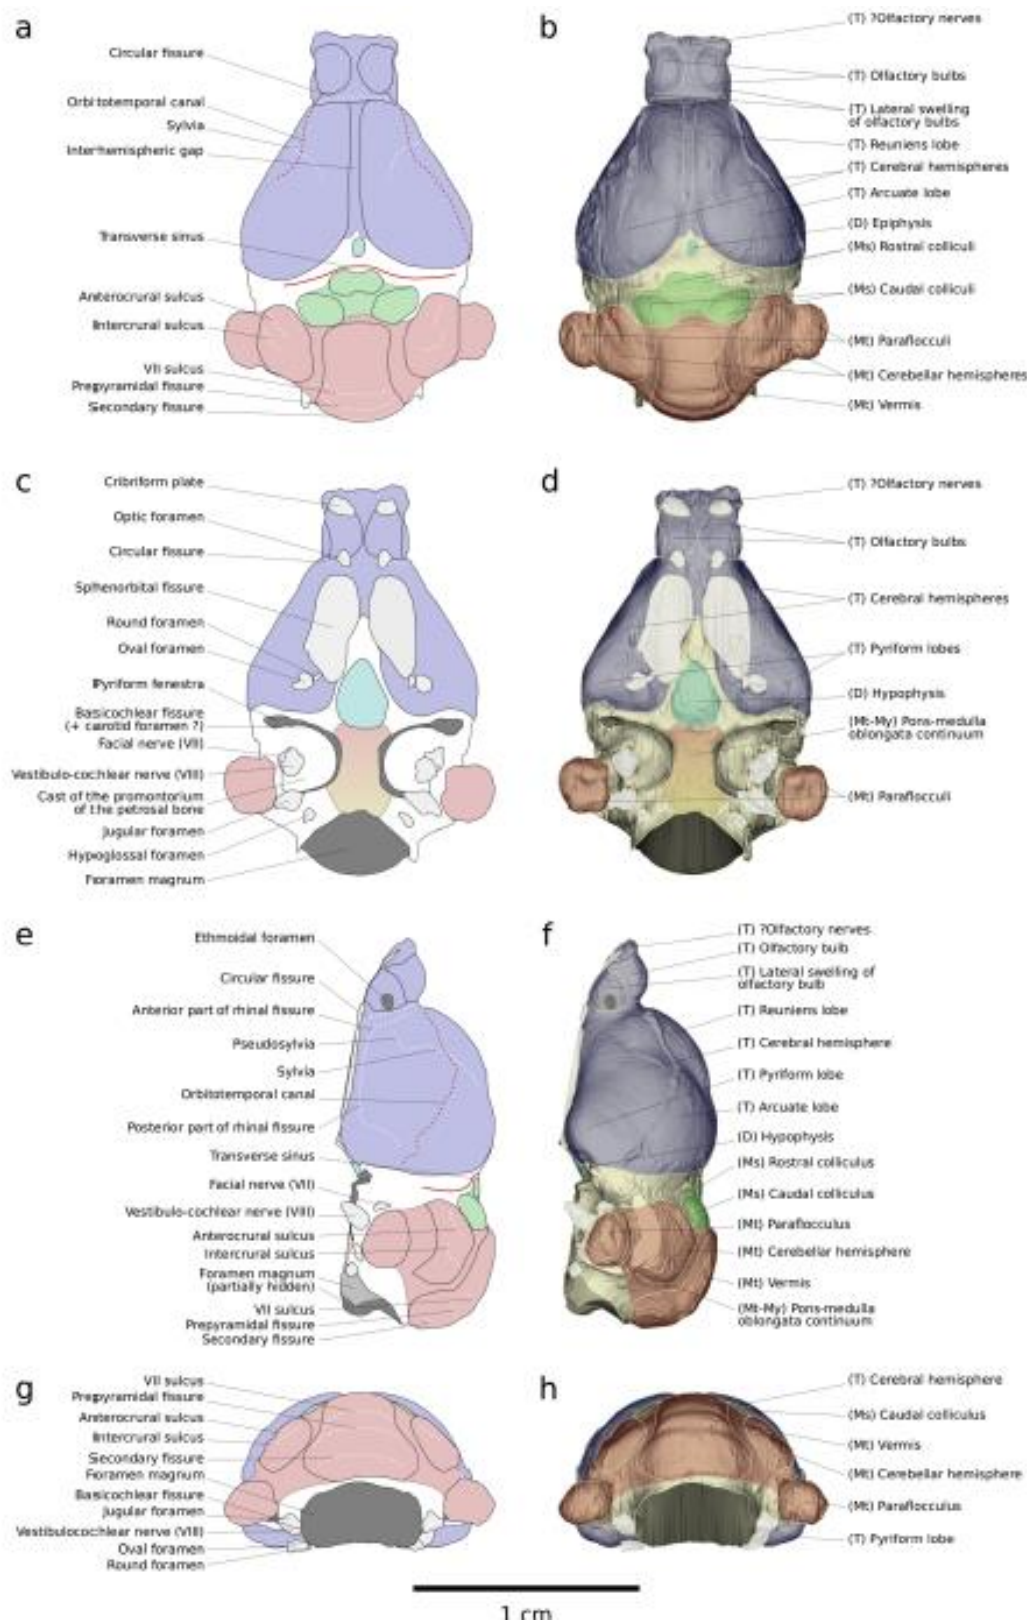 a
Circular fissure
Orbitotemporal canal
Sylvia
Interhemispheric gap
Transverse sinus
Anterocrural sulcus
Intercrural sulcus
VII sulcus
Prepyramidal fissure
Secondary fissure
b
(T) ?Olfactory nerves
(T) Olfactory bulbs
(T) Lateral swelling
of olfactory bulbs
(T) Reuniens lobe
(T) Cerebral hemispheres
(T) Arcuate lobe
(D) Epiphysis
(Ms) Rostral colliculi
(Ms) Caudal colliculi
(Mt) Paraflocculi
(Mt) Cerebellar hemispheres
(Mt) Vermis
c
Cribriform plate
Optic foramen
Circular fissure
Sphenorbital fissure
Round foramen
Oval foramen
Pyriform fenestra
Basicochlear fissure
(+ carotid foramen ?)
Facial nerve (VII)
Vestibulo-cochlear nerve (VIII)
Cast of the promontorium
of the petrosal bone
Jugular foramen
Hypoglossal foramen
Foramen magnum
d
(T) ?Olfactory nerves
(T) Olfactory bulbs
(T) Cerebral hemispheres
(T) Pyriform lobes
(D) Hypophysis
(Mt-My) Pons-medulla
oblongata continuum
(Mt) Paraflocculi
e
Ethmoidal foramen
Circular fissure
Anterior part of rhinal fissure
Pseudosylvia
Sylvia
Orbitotemporal canal
Posterior part of rhinal fissure
Transverse sinus
Facial nerve (VII)
Vestibulo-cochlear nerve (VIII)
Anterocrural sulcus
Intercrural sulcus
Foramen magnum
(partially hidden)
VII sulcus
Prepyramidal fissure
Secondary fissure
f
(T) ?Olfactory nerves
(T) Olfactory bulb
(T) Lateral swelling of
olfactory bulb
(T) Reuniens lobe
(T) Cerebral hemisphere
(T) Pyriform lobe
(T) Arcuate lobe
(D) Hypophysis
(Ms) Rostral colliculus
(Ms) Caudal colliculus
(Mt) Paraflocculus
(Mt) Cerebellar hemisphere
(Mt) Vermis
(Mt-My) Pons-medulla
oblongata continuum
g
VII sulcus
Prepyramidal fissure
Anterocrural sulcus
Intercrural sulcus
Secondary fissure
Foramen magnum
Basicochlear fissure
Jugular foramen
Vestibulocochlear nerve (VIII)
Oval foramen
Round foramen
h
(T) Cerebral hemisphere
(Ms) Caudal colliculus
(Mt) Vermis
(Mt) Cerebellar hemisphere
(Mt) Paraflocculus
(T) Pyriform lobe
1 cm